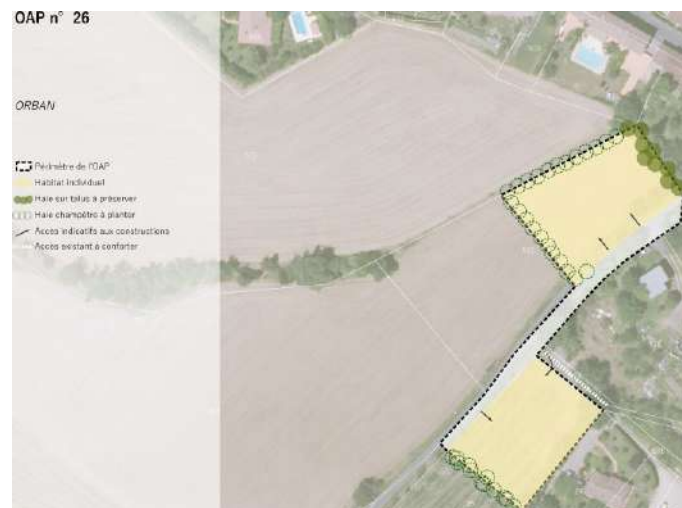 OAP n° 26
ORBAN
Périmètre de l'OAP
Habitat individuel
Haie sur talus à préserver
Haie champêtre à planter
Accès indicatifs aux constructions
Accès existant à conforter